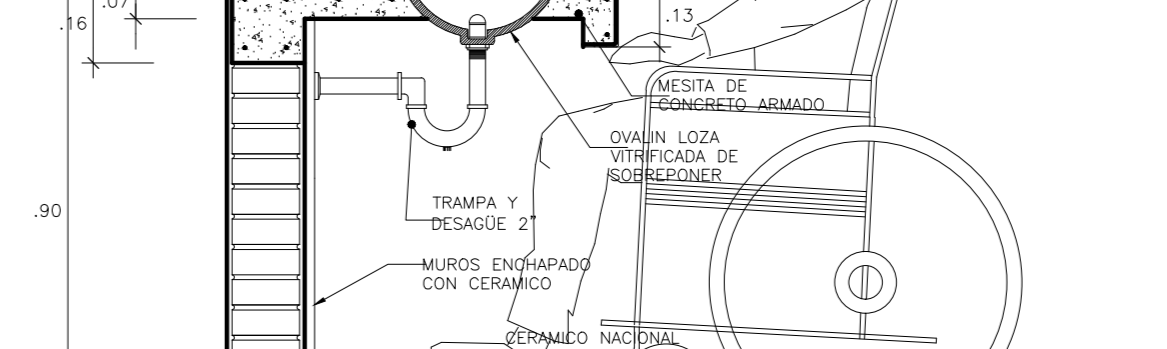 .07
.16
.13
MESITA DE
CONCRETO ARMADO
OVALIN LOZA
VITRIFICADA DE
SOBREPONER
.90
TRAMPA Y
DESAGÜE 2"
MUROS ENCHAPADO
CON CERAMICO
CERAMICO NACIONAL